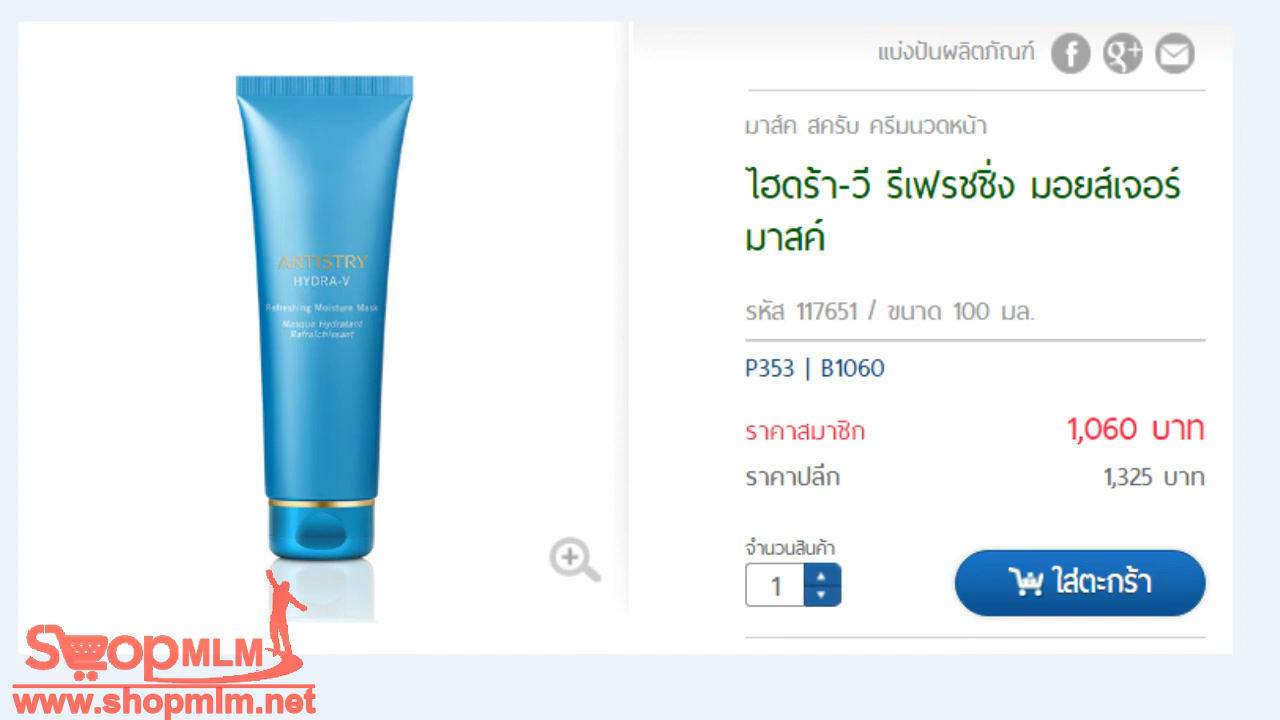 แบ่งปันผลิตภัณฑ์
มาส์ค สครับ ครีมนวดหน้า
ไฮดร้า-วี รีเฟรชชิ่ง มอยส์เจอร์
มาสค์
รหัส 117651 / ขนาด 100 มล.
P353 | B1060
ราคาสมาชิก 1,060 บาท
ราคาปลีก 1,325 บาท
จำนวนสินค้า
1
ใส่ตะกร้า
ARTISTRY
HYDRA-V
Refreshing Moisture Mask
Masque Hydratant
Rafraîchissant
ShopMLM
www.shopmlm.net